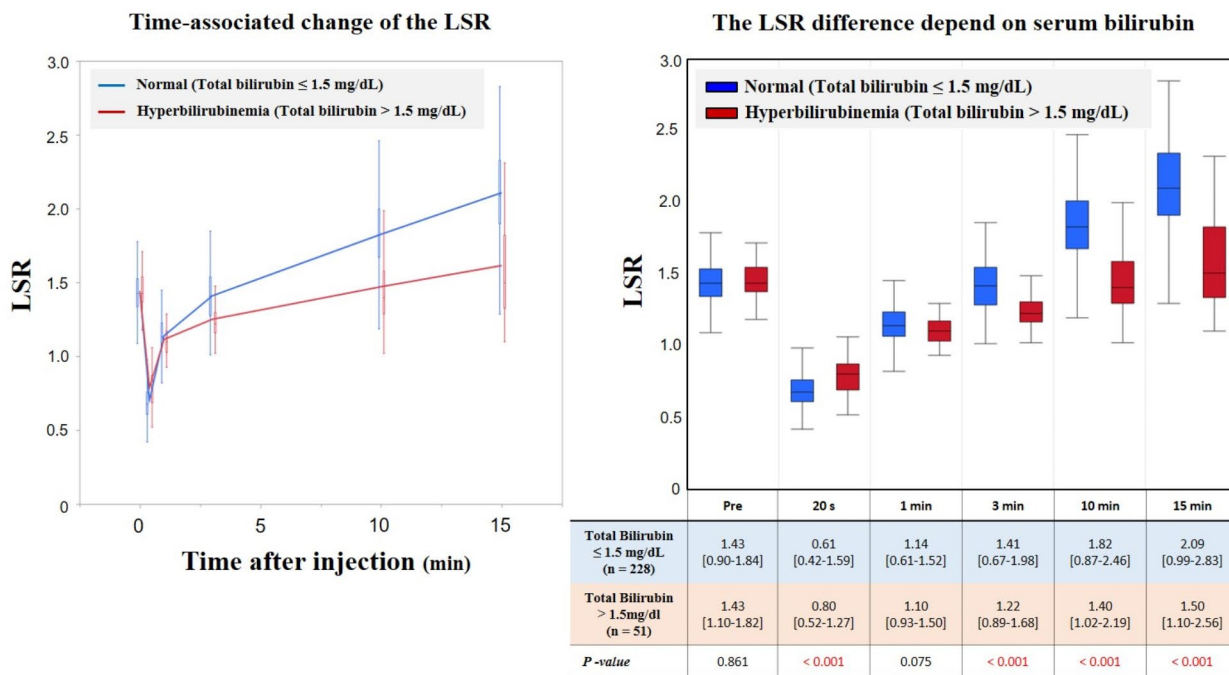 Time-associated change of the LSR
3.0
2.5
2.0
1.5
1.0
0.5
0
LSR
Normal (Total bilirubin ≤ 1.5 mg/dL)
Hyperbilirubinemia (Total bilirubin > 1.5 mg/dL)
0 5 10 15
Time after injection (min)
The LSR difference depend on serum bilirubin
3.0
2.5
2.0
1.5
1.0
0.5
0
LSR
Normal (Total bilirubin ≤ 1.5 mg/dL)
Hyperbilirubinemia (Total bilirubin > 1.5 mg/dL)
Pre 20 s 1 min 3 min 10 min 15 min
Total Bilirubin
≤ 1.5 mg/dL
(n = 228)
1.43 0.61 1.14 1.41 1.82 2.09
[0.90-1.84] [0.42-1.59] [0.61-1.52] [0.67-1.98] [0.87-2.46] [0.99-2.83]
Total Bilirubin
> 1.5mg/dl
(n = 51)
1.43 0.80 1.10 1.22 1.40 1.50
[1.10-1.82] [0.52-1.27] [0.93-1.50] [0.89-1.68] [1.02-2.19] [1.10-2.56]
P -value 0.861 < 0.001 0.075 < 0.001 < 0.001 < 0.001